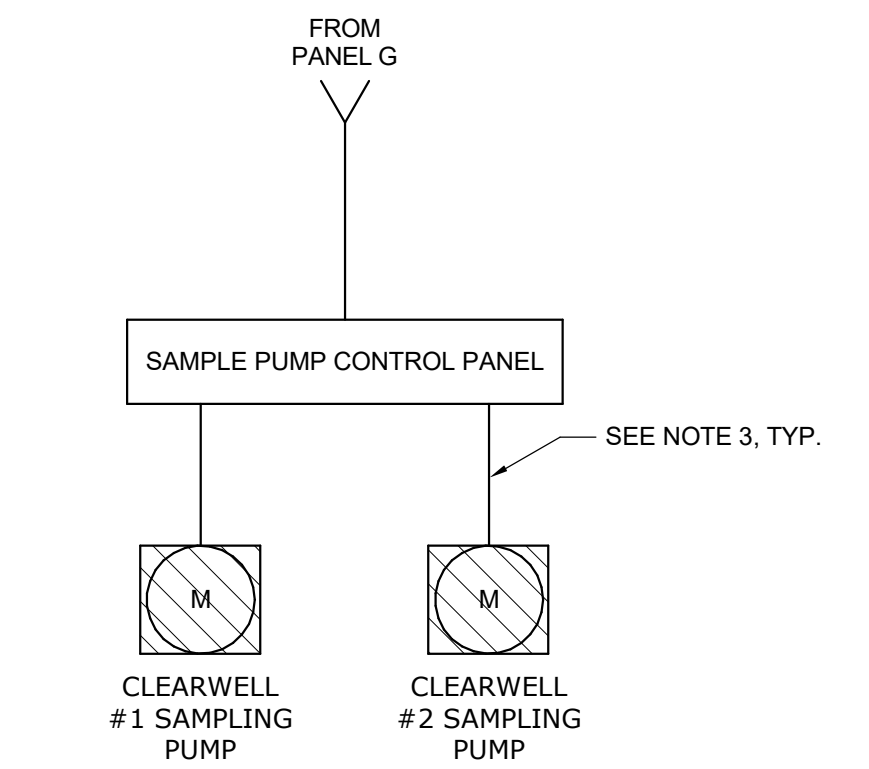 FROM
PANEL G
SAMPLE PUMP CONTROL PANEL
SEE NOTE 3, TYP.
M
M
CLEARWELL
#1 SAMPLING
PUMP
CLEARWELL
#2 SAMPLING
PUMP